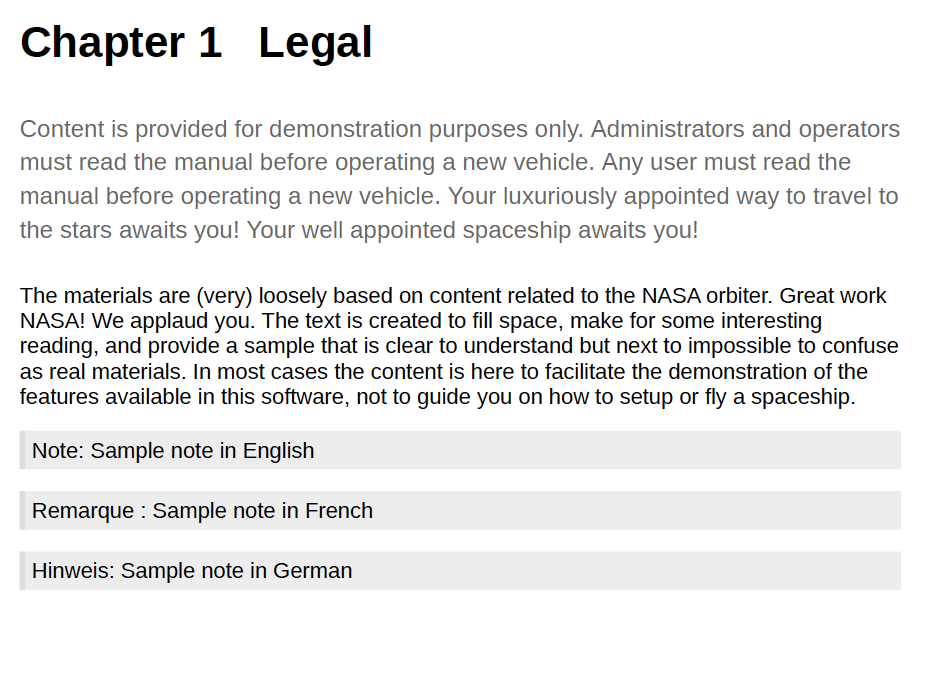 Chapter 1 Legal
Content is provided for demonstration purposes only. Administrators and operators
must read the manual before operating a new vehicle. Any user must read the
manual before operating a new vehicle. Your luxuriously appointed way to travel to
the stars awaits you! Your well appointed spaceship awaits you!
The materials are (very) loosely based on content related to the NASA orbiter. Great work
NASA! We applaud you. The text is created to fill space, make for some interesting
reading, and provide a sample that is clear to understand but next to impossible to confuse
as real materials. In most cases the content is here to facilitate the demonstration of the
features available in this software, not to guide you on how to setup or fly a spaceship.
Note: Sample note in English
Remarque : Sample note in French
Hinweis: Sample note in German